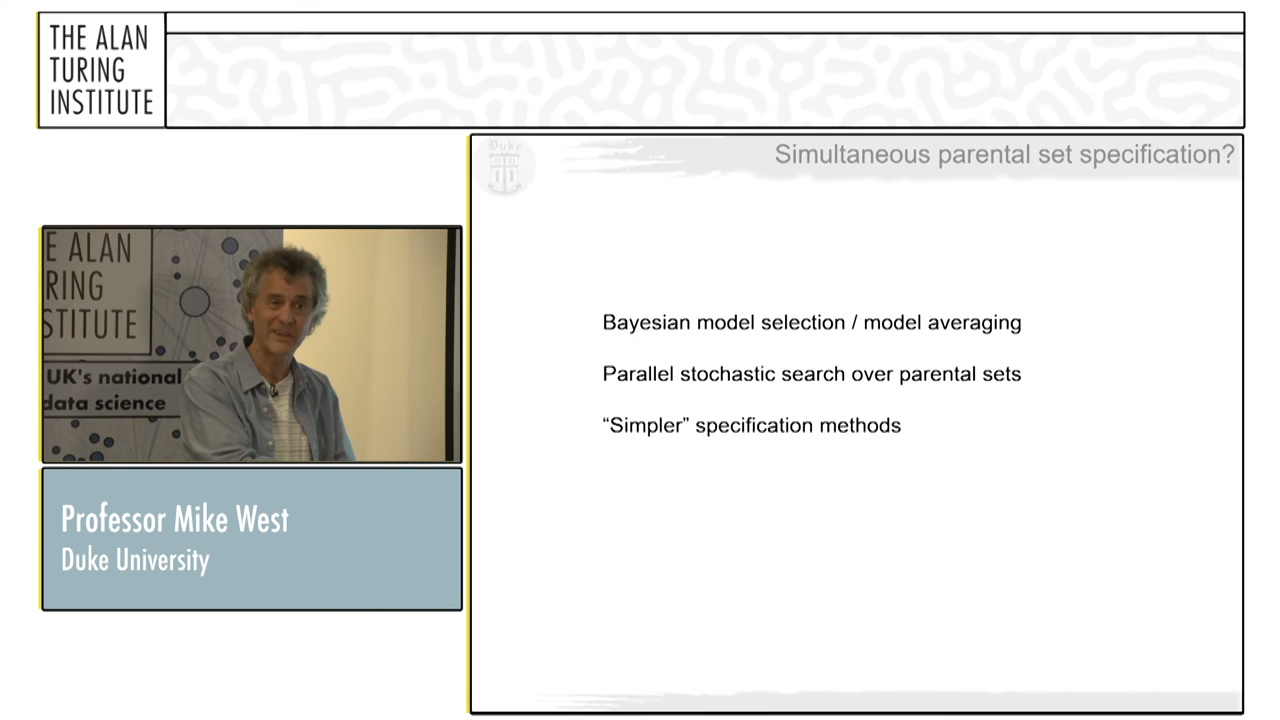 THE ALAN
TURING
INSTITUTE
Duke
Simultaneous parental set specification?
E ALAN
RING
STITUTE
UK's national
data science
Bayesian model selection / model averaging
Parallel stochastic search over parental sets
“Simpler” specification methods
Professor Mike West
Duke University